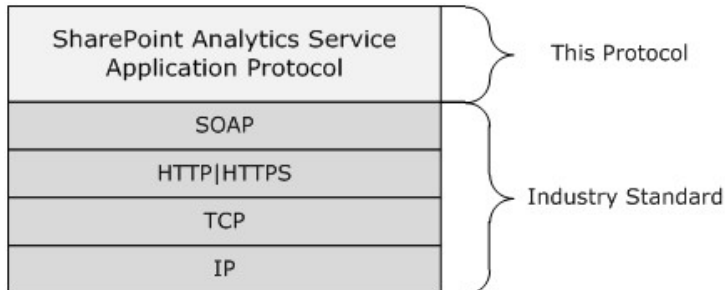 SharePoint Analytics Service
Application Protocol
This Protocol
SOAP
HTTP|HTTPS
TCP
IP
Industry Standard